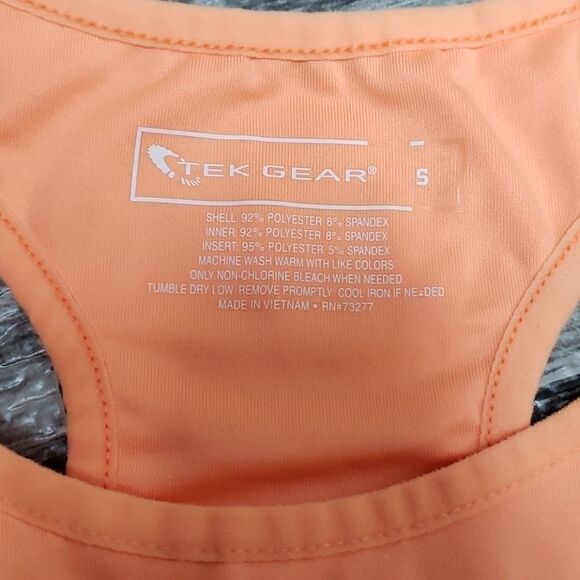 TEK GEAR® S
SHELL: 92% POLYESTER 8% SPANDEX
INNER: 92% POLYESTER 8% SPANDEX
INSERT: 95% POLYESTER 5% SPANDEX
MACHINE WASH WARM WITH LIKE COLORS
ONLY NON-CHLORINE BLEACH WHEN NEEDED
TUMBLE DRY LOW REMOVE PROMPTLY COOL IRON IF NEEDED
MADE IN VIETNAM • RN#73277